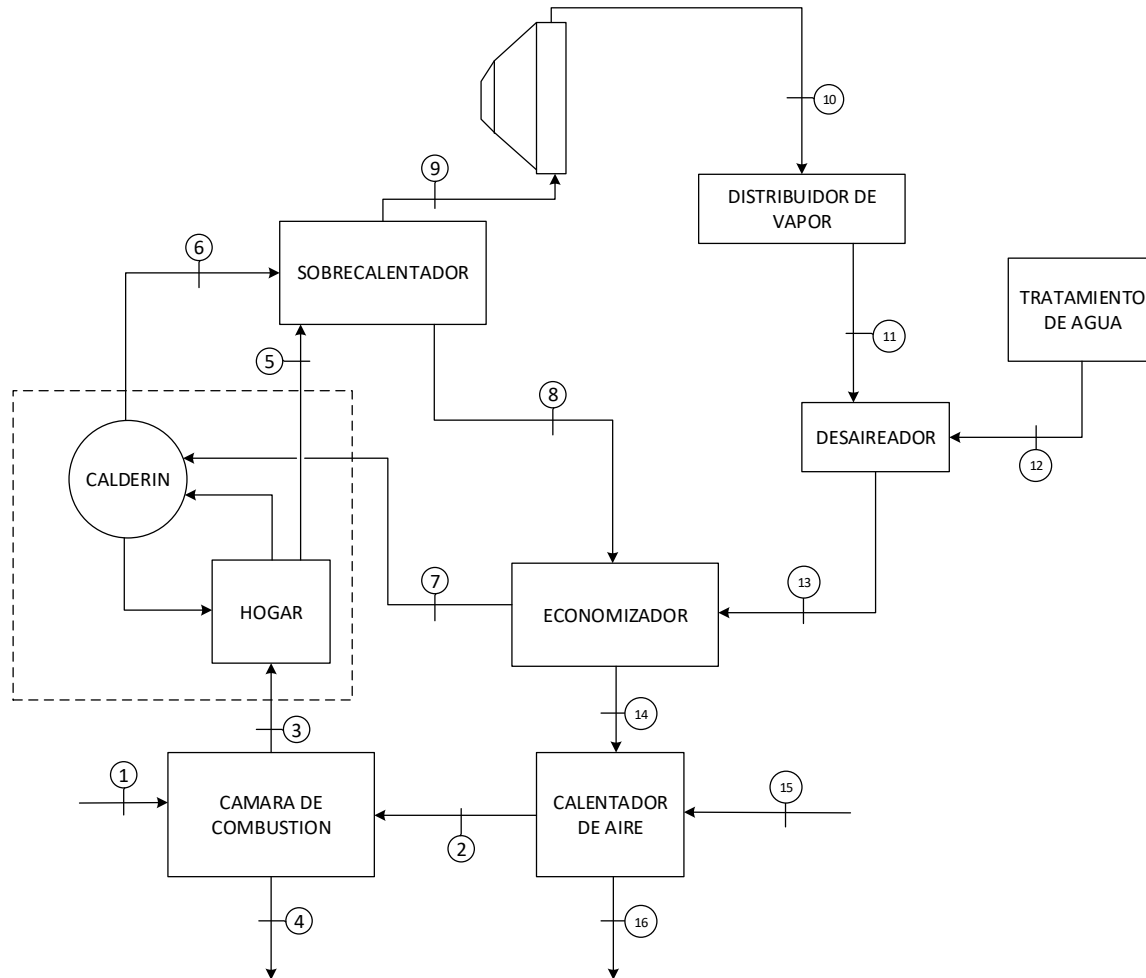 10
9
DISTRIBUIDOR DE
VAPOR
6
SOBRECALENTADOR
TRATAMIENTO
DE AGUA
11
5
8
DESAIREADOR
12
CALDERIN
7
13
HOGAR
ECONOMIZADOR
3
14
1
CAMARA DE
COMBUSTION
2
CALENTADOR
DE AIRE
15
4
16